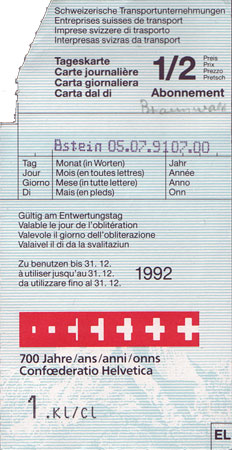 Schweizerische Transportunternehmungen
Entreprises suisses de transport
Imprese svizzere di trasporto
Interpresas svizras da transport
Tageskarte
Carte journalière
Carta giornaliera
Carta dal di
1/2
Preis
Prix
Prezzo
Pretsch
Abonnement
Bstein 05.07.9107.00
Tag Monat (in Worten) Jahr
Jour Mois (en toutes lettres) Année
Giorno Mese (in tutte lettere) Anno
Di Mais (en pleds) Onn
Gültig am Entwertungstag
Valable le jour de l'oblitération
Valevole il giorno dell'obliterazione
Valaivel il di da la svalitaziun
Zu benutzen bis 31. 12.
à utiliser jusqu'au 31. 12.
da utilizzare fino al 31. 12.
1992
700 Jahre/ans/anni/onns
Confœderatio Helvetica
1.Kl/Cl
EL